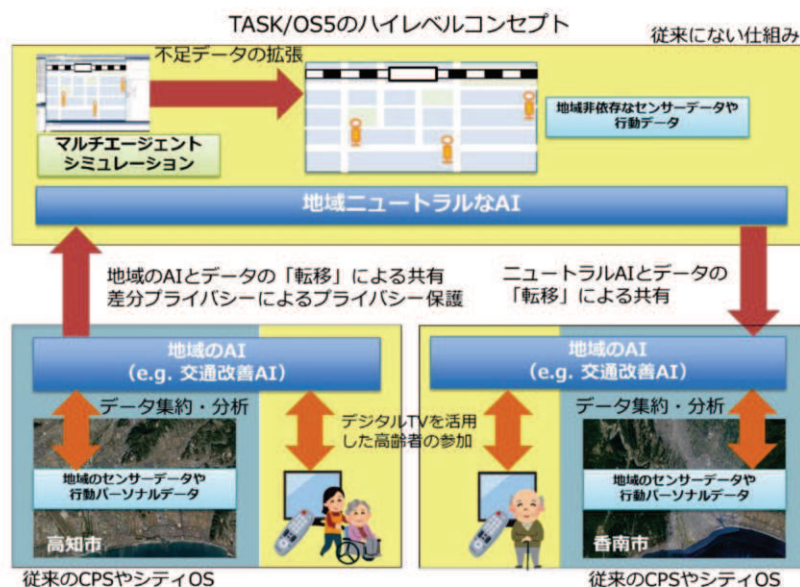 TASK/OS5のハイレベルコンセプト
従来にない仕組み
不足データの拡張
マルチエージェント
シミュレーション
地域非依存なセンサーデータや
行動データ
地域ニュートラルなAI
地域のAIとデータの「転移」による共有
差分プライバシーによるプライバシー保護
ニュートラルAIとデータの
「転移」による共有
地域のAI
（e.g. 交通改善AI）
データ集約・分析
地域のセンサーデータや
行動パーソナルデータ
高知市
従来のCPSやシティOS
デジタルTVを活用
した高齢者の参加
地域のAI
（e.g. 交通改善AI）
データ集約・分析
地域のセンサーデータや
行動パーソナルデータ
香南市
従来のCPSやシティOS